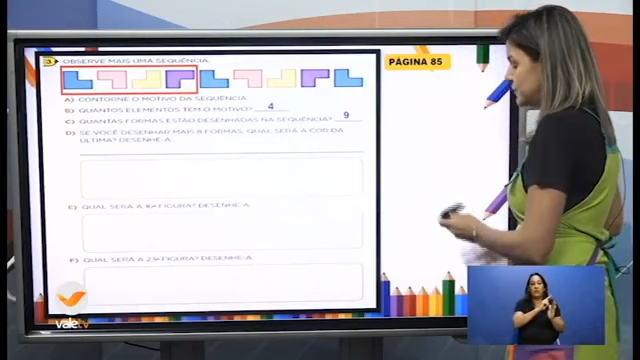 3 OBSERVE MAIS UMA SEQUÊNCIA.
PÁGINA 85
A) CONTORNE O MOTIVO DA SEQUÊNCIA.
B) QUANTOS ELEMENTOS TEM O MOTIVO? 4
C) QUANTAS FORMAS ESTÃO DESENHADAS NA SEQUÊNCIA? 9
D) SE VOCÊ DESENHAR MAIS 8 FORMAS, QUAL SERÁ A COR DA
ÚLTIMA? DESENHE-A.
E) QUAL SERÁ A 16ª FIGURA? DESENHE-A.
F) QUAL SERÁ A 23ª FIGURA? DESENHE-A.
valetv